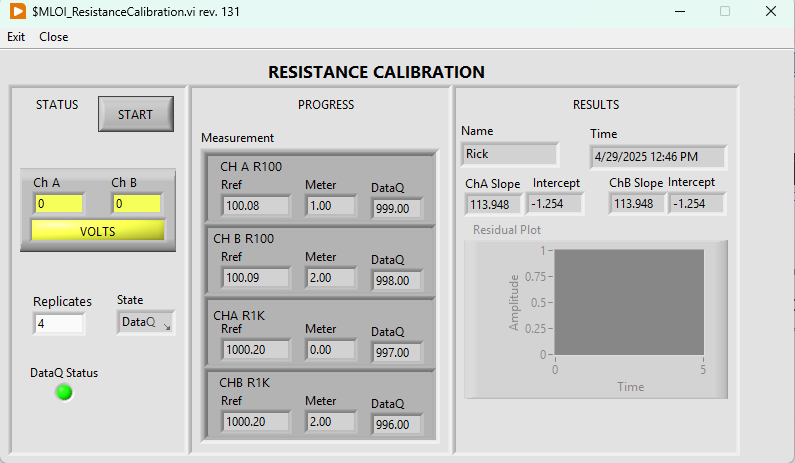 $MLOI_ResistanceCalibration.vi rev. 131
Exit Close
RESISTANCE CALIBRATION
STATUS
START
Ch A Ch B
0 0
VOLTS
Replicates State
4 DataQ
DataQ Status
PROGRESS
Measurement
CH A R100
Rref Meter DataQ
100.08 1.00 999.00
CH B R100
Rref Meter DataQ
100.09 2.00 998.00
CHA R1K
Rref Meter DataQ
1000.20 0.00 997.00
CHB R1K
Rref Meter DataQ
1000.20 2.00 996.00
RESULTS
Name Time
Rick 4/29/2025 12:46 PM
ChA Slope Intercept ChB Slope Intercept
113.948 -1.254 113.948 -1.254
Residual Plot
Amplitude
1
0.75
0.5
0.25
0
0 5
Time